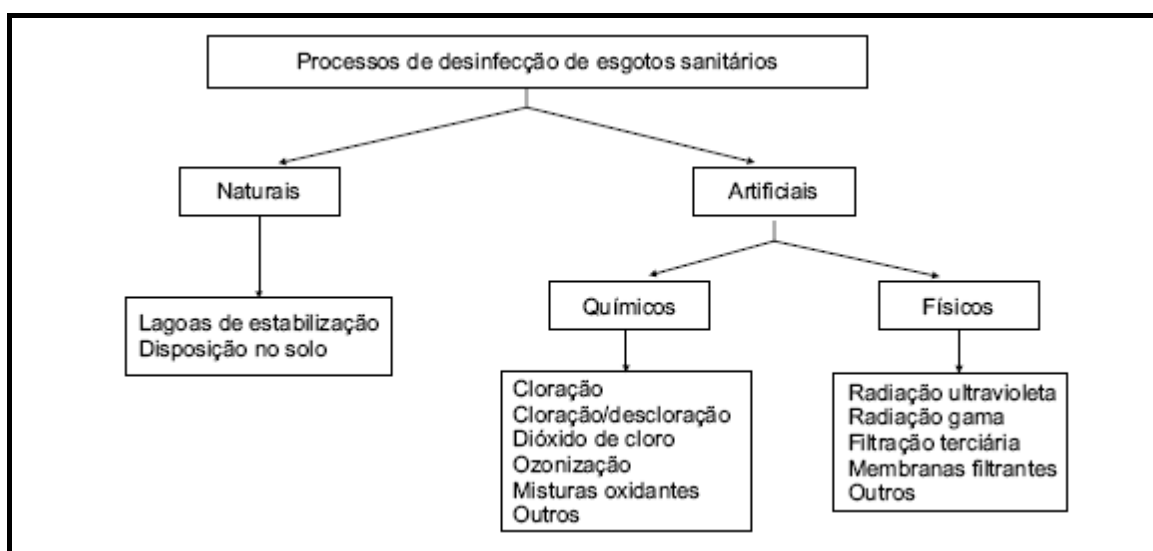 Processos de desinfecção de esgotos sanitários
Naturais
Artificiais
Lagoas de estabilização
Disposição no solo
Químicos
Físicos
Cloração
Cloração/descloração
Dióxido de cloro
Ozonização
Misturas oxidantes
Outros
Radiação ultravioleta
Radiação gama
Filtração terciária
Membranas filtrantes
Outros